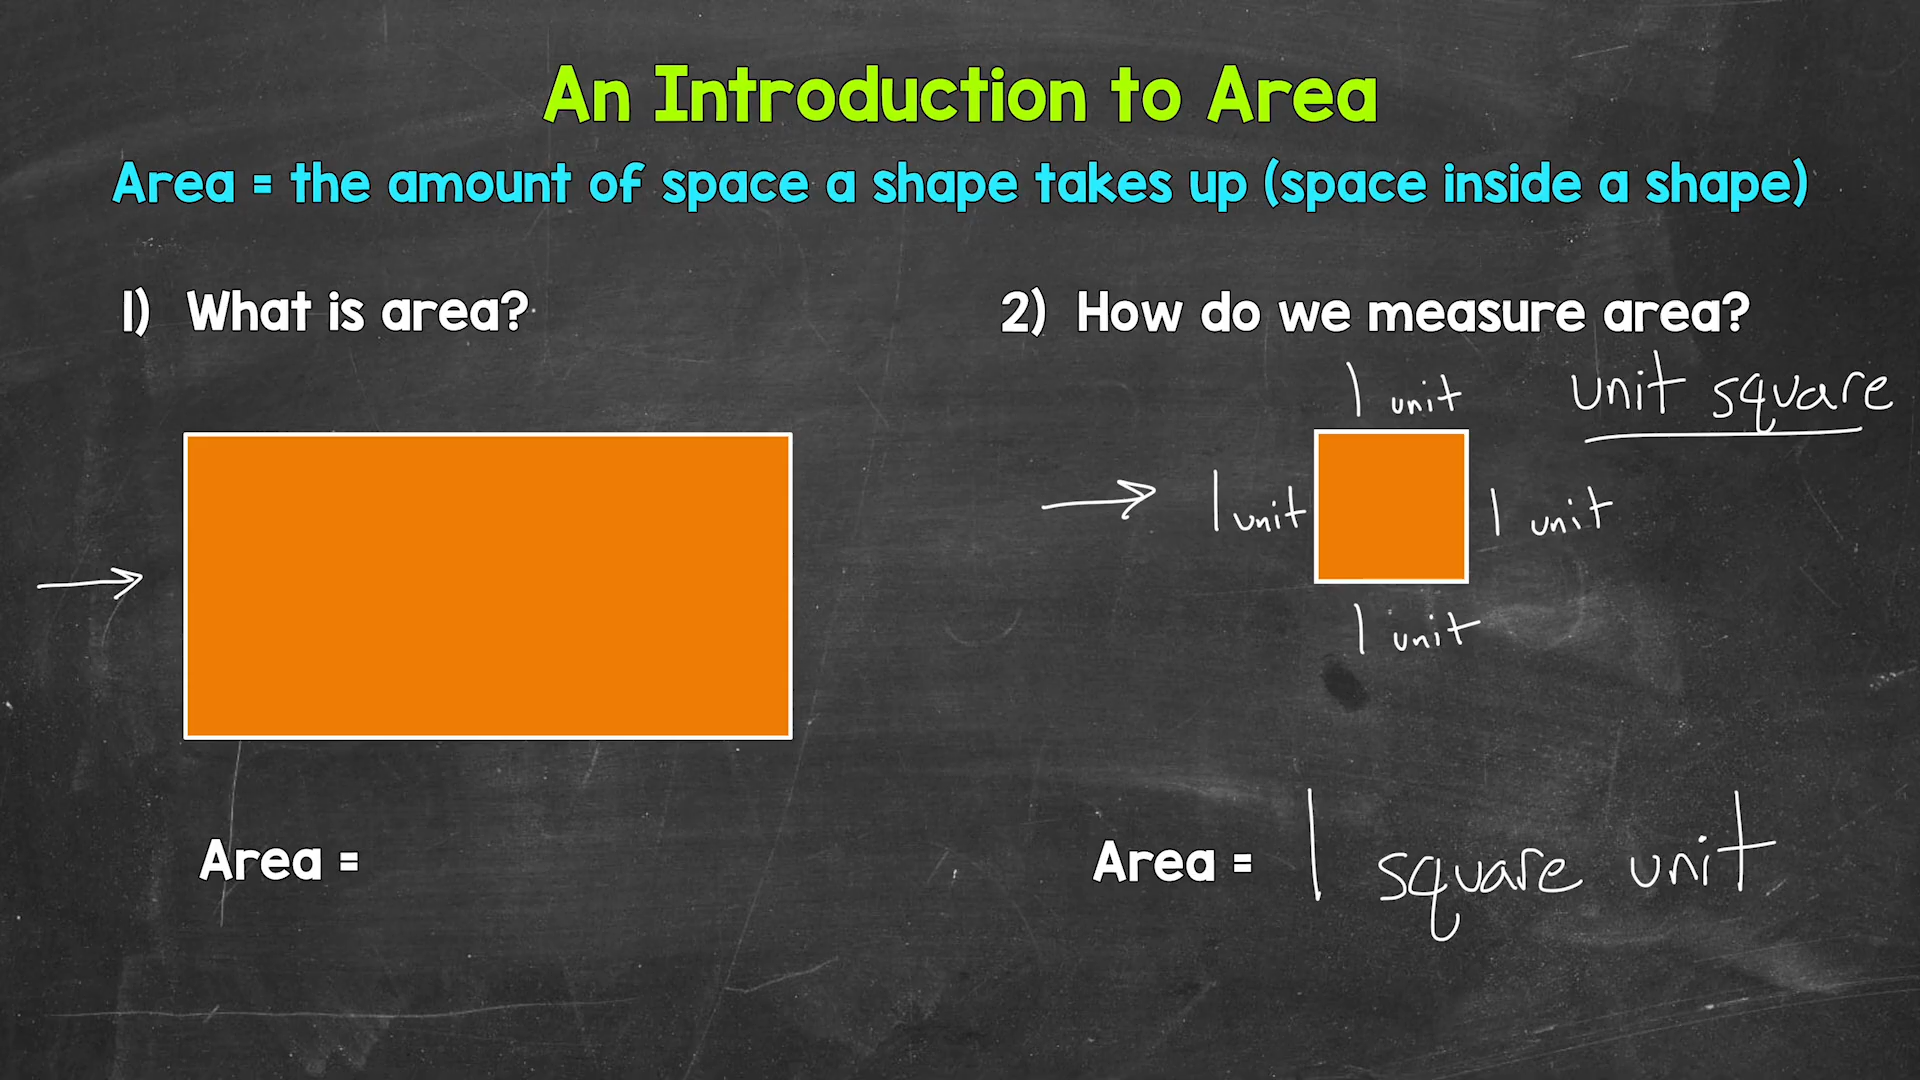 An Introduction to Area
Area = the amount of space a shape takes up (space inside a shape)
1) What is area?
Area =
2) How do we measure area?
1 unit
unit square
1 unit
1 unit
1 unit
Area = 1 square unit